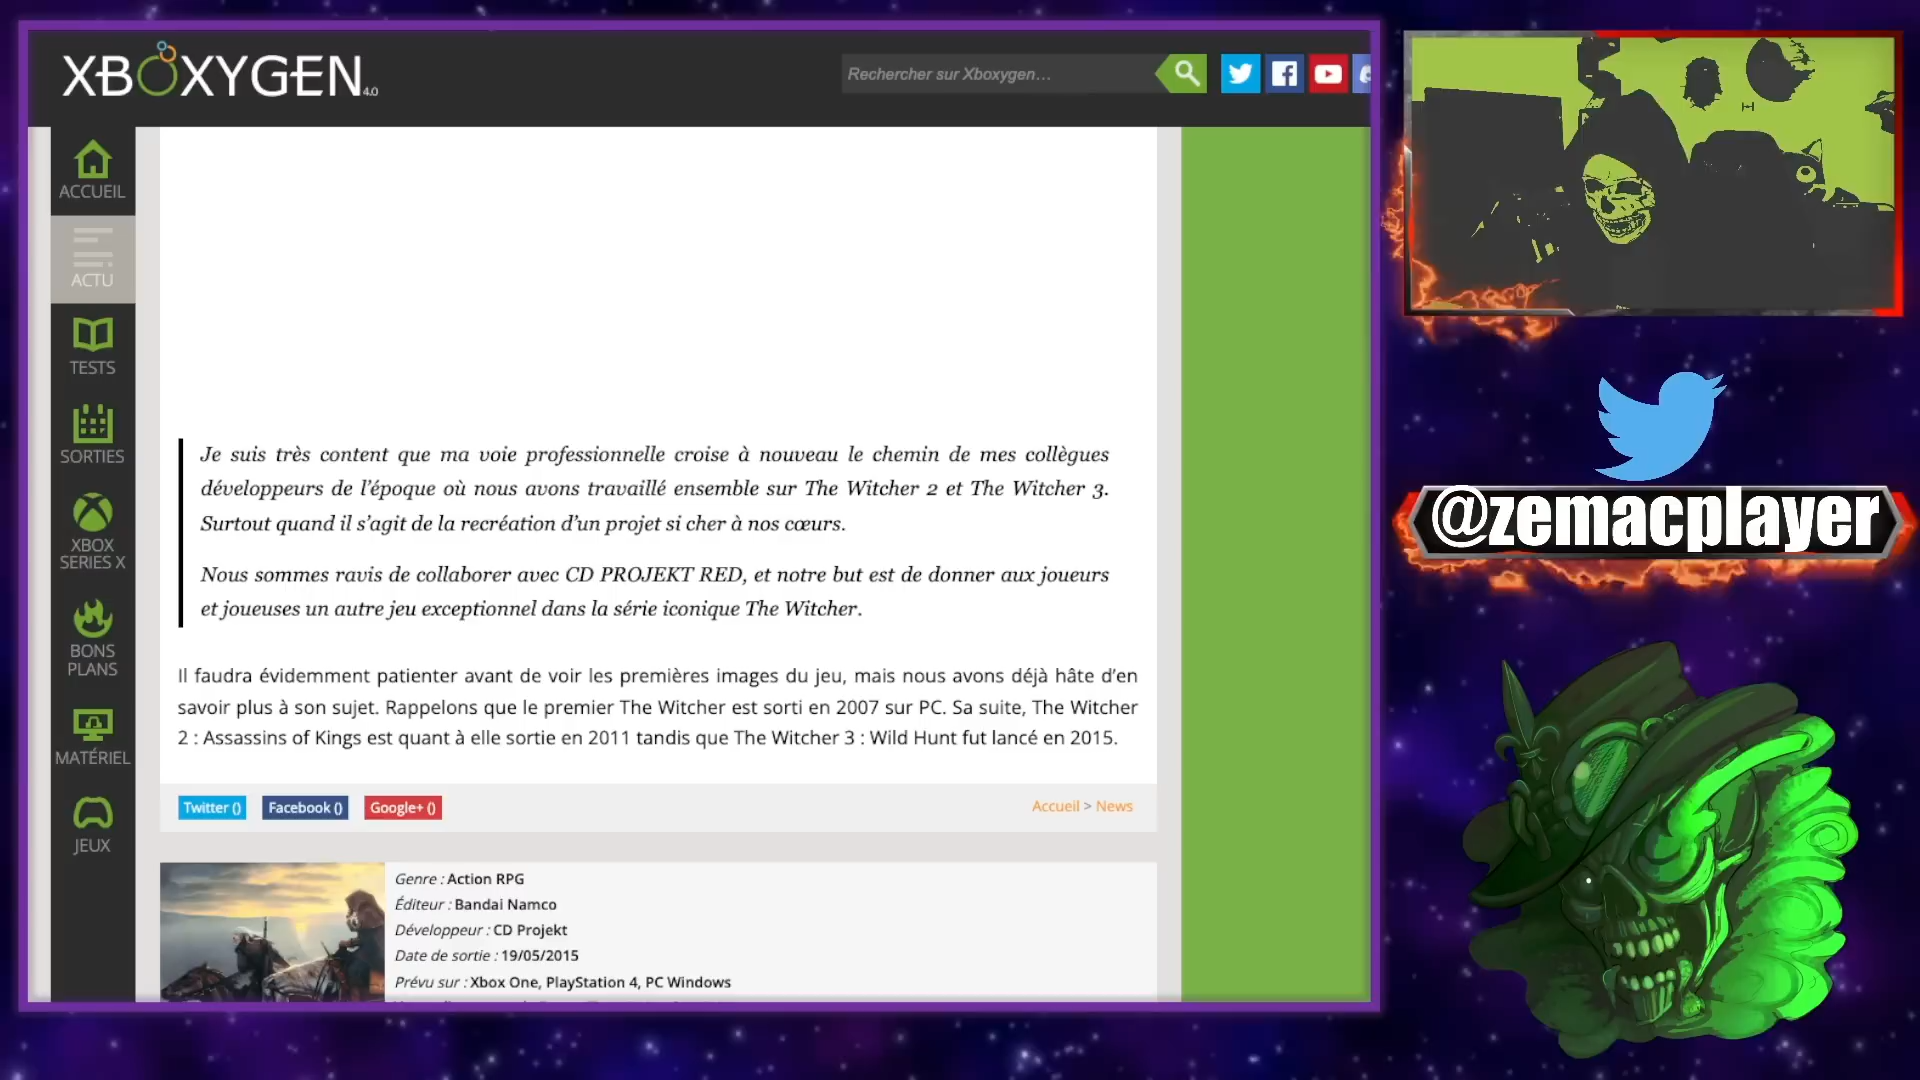 XBOXYGEN 4.0
Rechercher sur Xboxygen…
ACCUEIL
ACTU
TESTS
SORTIES
XBOX
SERIES X
BONS
PLANS
MATÉRIEL
JEUX
Je suis très content que ma voie professionnelle croise à nouveau le chemin de mes collègues
développeurs de l'époque où nous avons travaillé ensemble sur The Witcher 2 et The Witcher 3.
Surtout quand il s'agit de la recréation d'un projet si cher à nos cœurs.
Nous sommes ravis de collaborer avec CD PROJEKT RED, et notre but est de donner aux joueurs
et joueuses un autre jeu exceptionnel dans la série iconique The Witcher.
Il faudra évidemment patienter avant de voir les premières images du jeu, mais nous avons déjà hâte d'en
savoir plus à son sujet. Rappelons que le premier The Witcher est sorti en 2007 sur PC. Sa suite, The Witcher
2 : Assassins of Kings est quant à elle sortie en 2011 tandis que The Witcher 3 : Wild Hunt fut lancé en 2015.
Twitter () Facebook () Google+ ()
Accueil > News
Genre : Action RPG
Éditeur : Bandai Namco
Développeur : CD Projekt
Date de sortie : 19/05/2015
Prévu sur : Xbox One, PlayStation 4, PC Windows
@zemacplayer